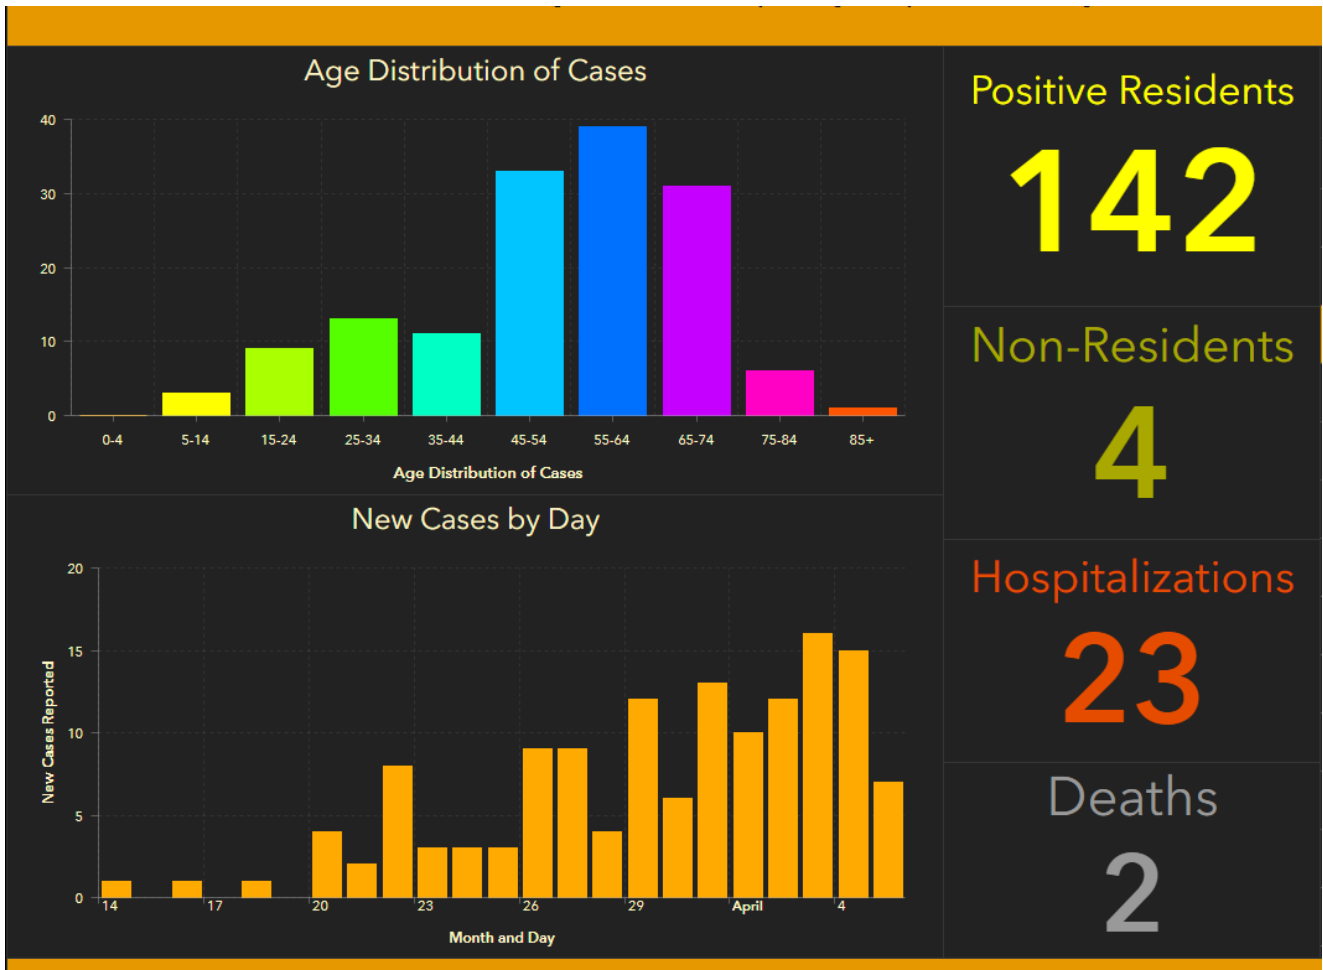 Age Distribution of Cases
40
30
20
10
0
0-4 5-14 15-24 25-34 35-44 45-54 55-64 65-74 75-84 85+
Age Distribution of Cases
New Cases by Day
20
15
10
5
0
New Cases Reported
14 17 20 23 26 29 April 4
Month and Day
Positive Residents
142
Non-Residents
4
Hospitalizations
23
Deaths
2